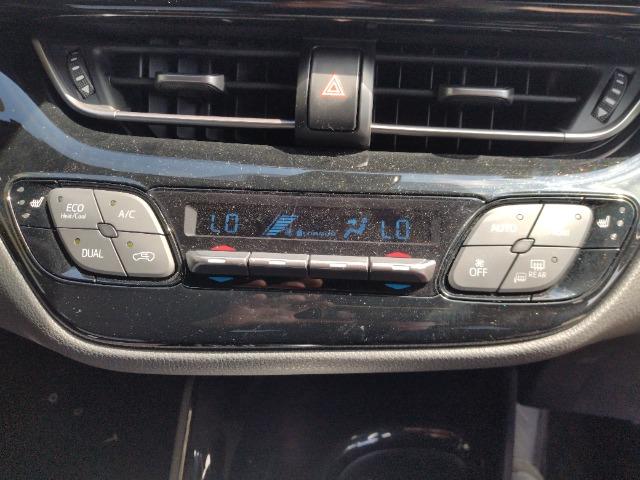 ECO
Heat/Cool
A/C
DUAL
LO
LO
AUTO
OFF
REAR